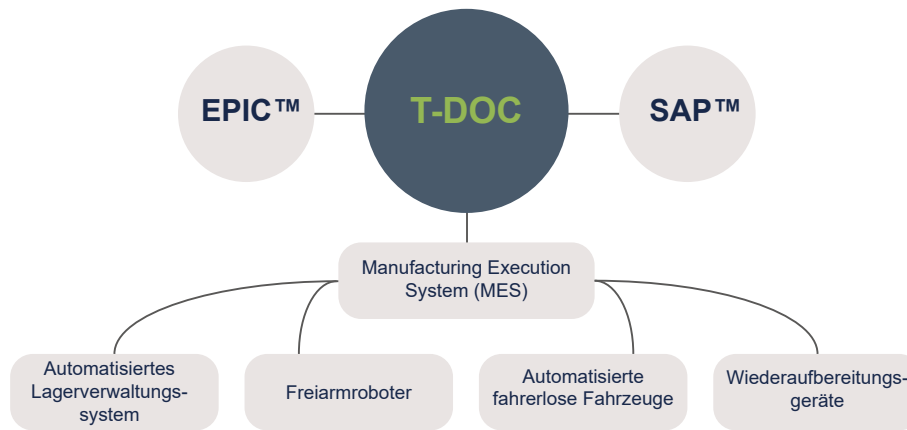 EPIC™
T-DOC
SAP™
Manufacturing Execution
System (MES)
Automatisiertes
Lagerverwaltungs-
system
Freiarmroboter
Automatisierte
fahrerlose Fahrzeuge
Wiederaufbereitungs-
geräte